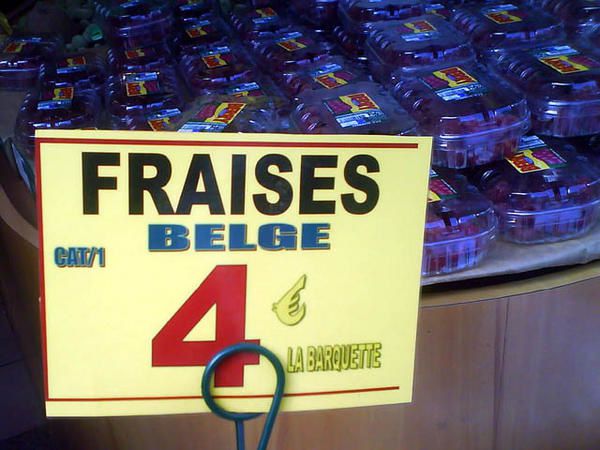 FRAISES
BELGE
CAT/1
4 €
LA BARQUETTE